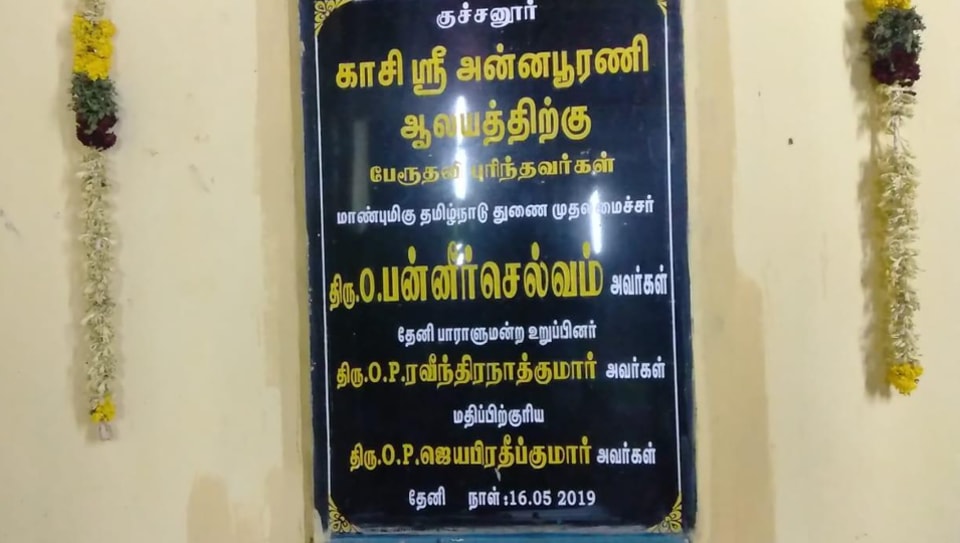 குச்சனூர்
காசி ஸ்ரீ அன்னபூரணி
ஆலயத்திற்கு
பேருதவி புரிந்தவர்கள்
மாண்புமிகு தமிழ்நாடு துணை முதலமைச்சர்
திரு.O.பன்னீர்செல்வம் அவர்கள்
தேனி பாராளுமன்ற உறுப்பினர்
திரு.O.P.ரவீந்திரநாத்குமார் அவர்கள்
மதிப்பிற்குரிய
திரு.O.P.ஜெயபிரதீப்குமார் அவர்கள்
தேனி நாள் :16.05 2019